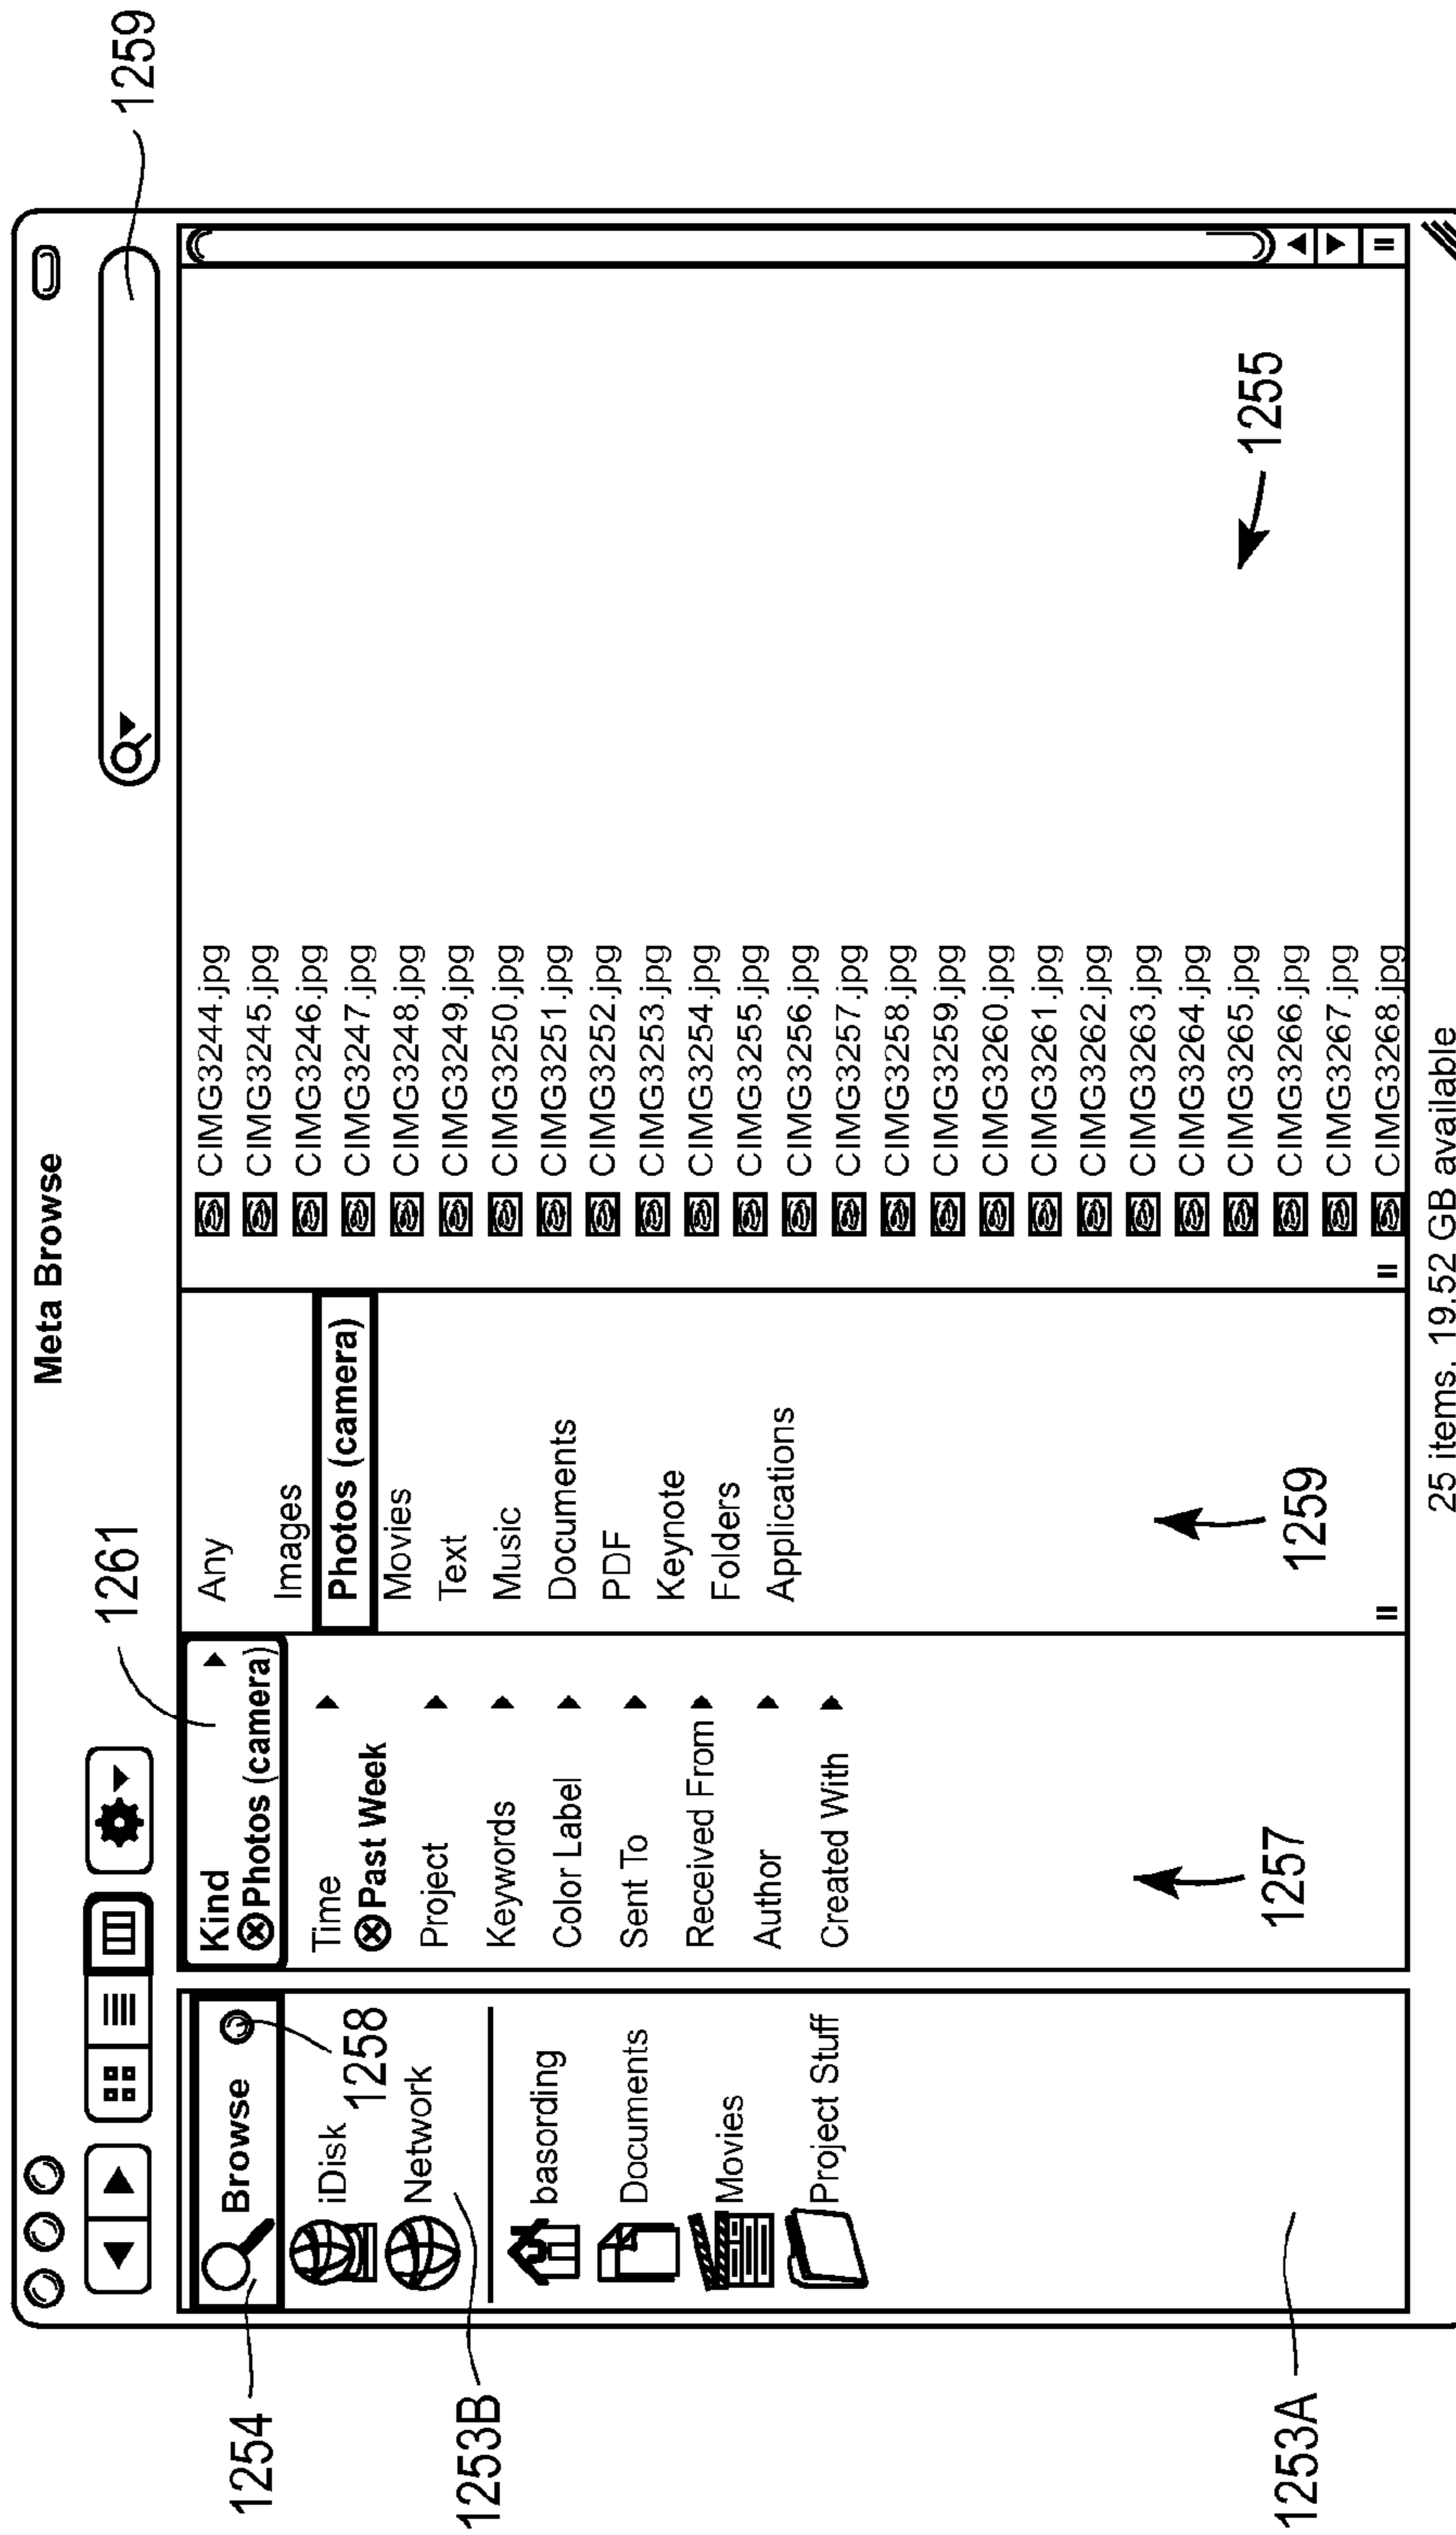 1259
Meta Browse
1261
1254
Browse
1258
iDisk
Network
1253B
basording
Documents
Movies
Project Stuff
1253A
Kind
Photos (camera)
Time
Past Week
Project
Keywords
Color Label
Sent To
Received From
Author
Created With
1257
Any
Images
Photos (camera)
Movies
Text
Music
Documents
PDF
Keynote
Folders
Applications
1259
CIMG3244.jpg
CIMG3245.jpg
CIMG3246.jpg
CIMG3247.jpg
CIMG3248.jpg
CIMG3249.jpg
CIMG3250.jpg
CIMG3251.jpg
CIMG3252.jpg
CIMG3253.jpg
CIMG3254.jpg
CIMG3255.jpg
CIMG3256.jpg
CIMG3257.jpg
CIMG3258.jpg
CIMG3259.jpg
CIMG3260.jpg
CIMG3261.jpg
CIMG3262.jpg
CIMG3263.jpg
CIMG3264.jpg
CIMG3265.jpg
CIMG3266.jpg
CIMG3267.jpg
CIMG3268.jpg
1255
25 items, 19.52 GB available